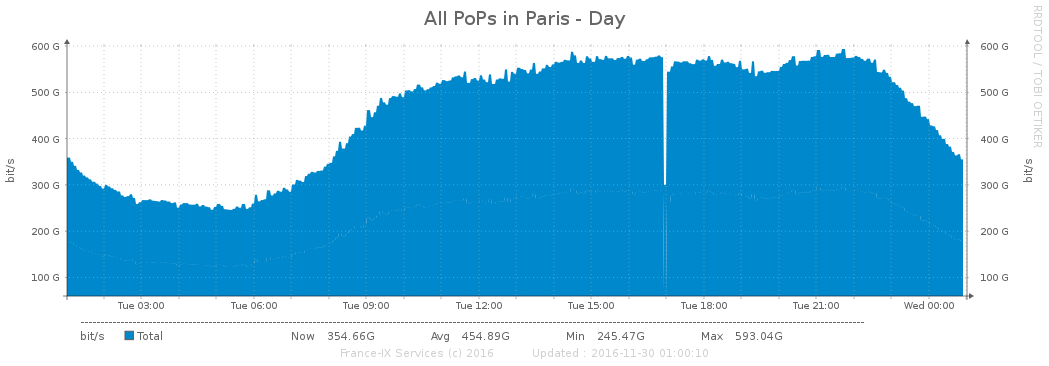 All PoPs in Paris - Day
RRDTOOL / TOBI OETIKER
600 G 600 G
500 G 500 G
400 G 400 G
bit/s bit/s
300 G 300 G
200 G 200 G
100 G 100 G
Tue 03:00 Tue 06:00 Tue 09:00 Tue 12:00 Tue 15:00 Tue 18:00 Tue 21:00 Wed 00:00
bit/s Total Now 354.66G Avg 454.89G Min 245.47G Max 593.04G
France-IX Services (c) 2016 Updated : 2016-11-30 01:00:10